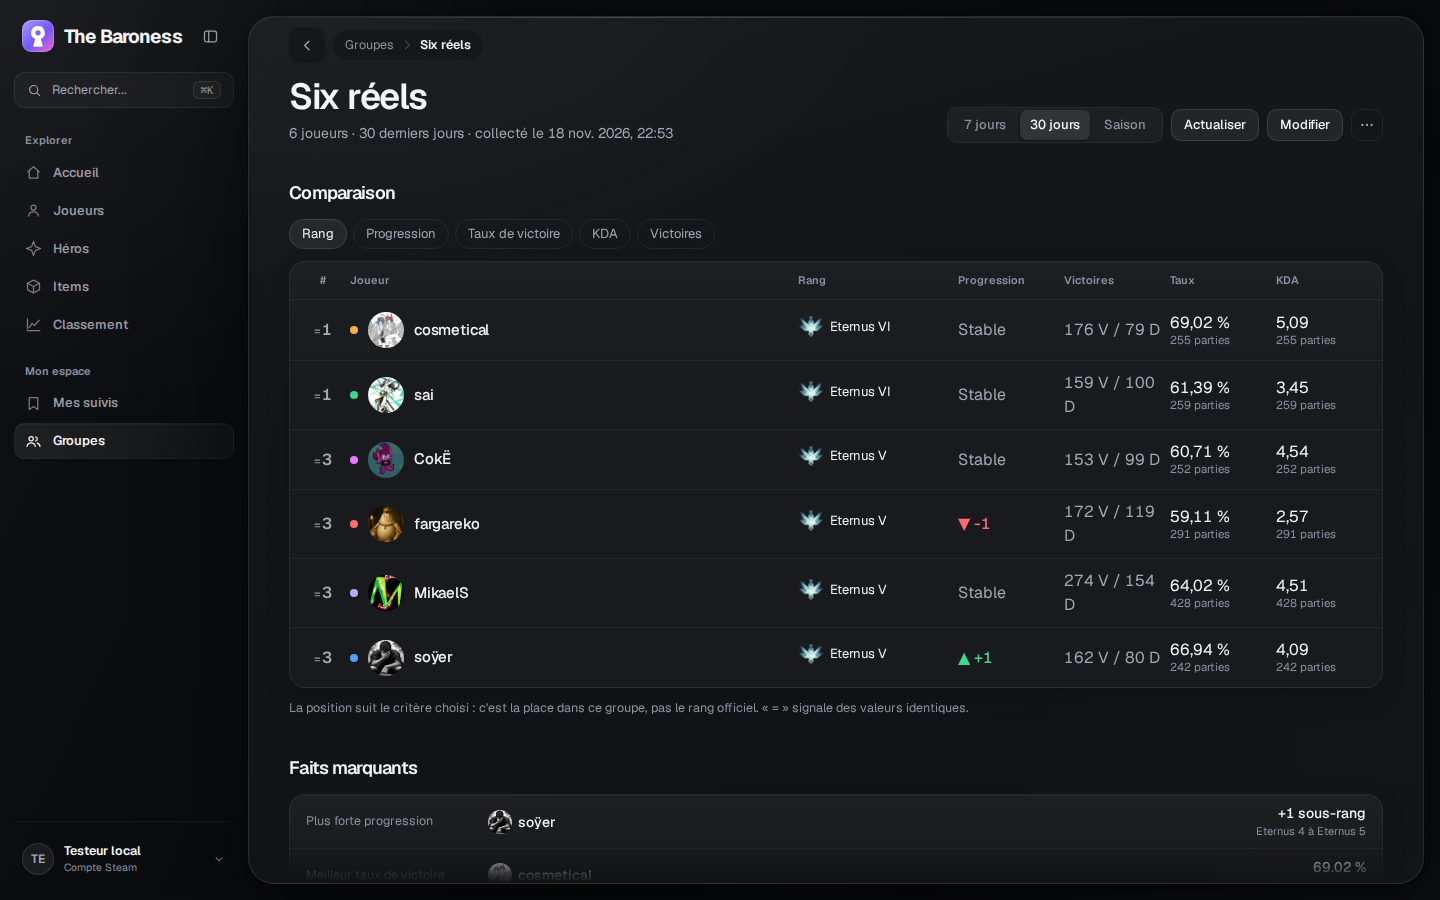 The Baroness
Rechercher...
⌘K
Explorer
Accueil
Joueurs
Héros
Items
Classement
Mon espace
Mes suivis
Groupes
TE
Testeur local
Compte Steam
Groupes
Six réels
Six réels
6 joueurs · 30 derniers jours · collecté le 18 nov. 2026, 22:53
7 jours
30 jours
Saison
Actualiser
Modifier
···
Comparaison
Rang
Progression
Taux de victoire
KDA
Victoires
# Joueur Rang Progression Victoires Taux KDA
=1 cosmetical Eternus VI Stable 176 V / 79 D 69,02 % 5,09
255 parties 255 parties
=1 sai Eternus VI Stable 159 V / 100 D 61,39 % 3,45
259 parties 259 parties
=3 CokË Eternus V Stable 153 V / 99 D 60,71 % 4,54
252 parties 252 parties
=3 fargareko Eternus V ▼-1 172 V / 119 D 59,11 % 2,57
291 parties 291 parties
=3 MikaelS Eternus V Stable 274 V / 154 D 64,02 % 4,51
428 parties 428 parties
=3 soÿer Eternus V ▲+1 162 V / 80 D 66,94 % 4,09
242 parties 242 parties
La position suit le critère choisi : c'est la place dans ce groupe, pas le rang officiel. « = » signale des valeurs identiques.
Faits marquants
Plus forte progression soÿer +1 sous-rang
Eternus 4 à Eternus 5
Meilleur taux de victoire cosmetical 69.02 %